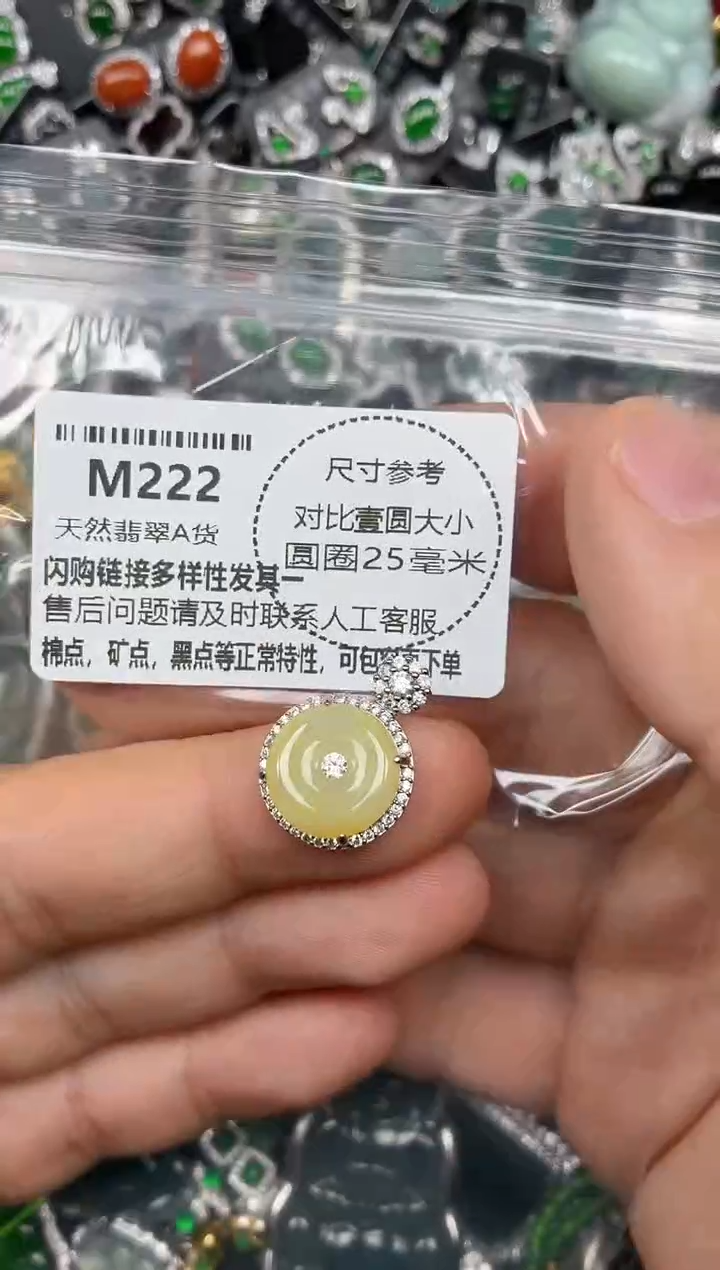 M222
天然翡翠A货
尺寸参考
对比壹圆大小
圆圈25毫米
闪购链接多样性发其一
售后问题请及时联系人工客服
棉点，矿点，黑点等正常特性，可包容再下单